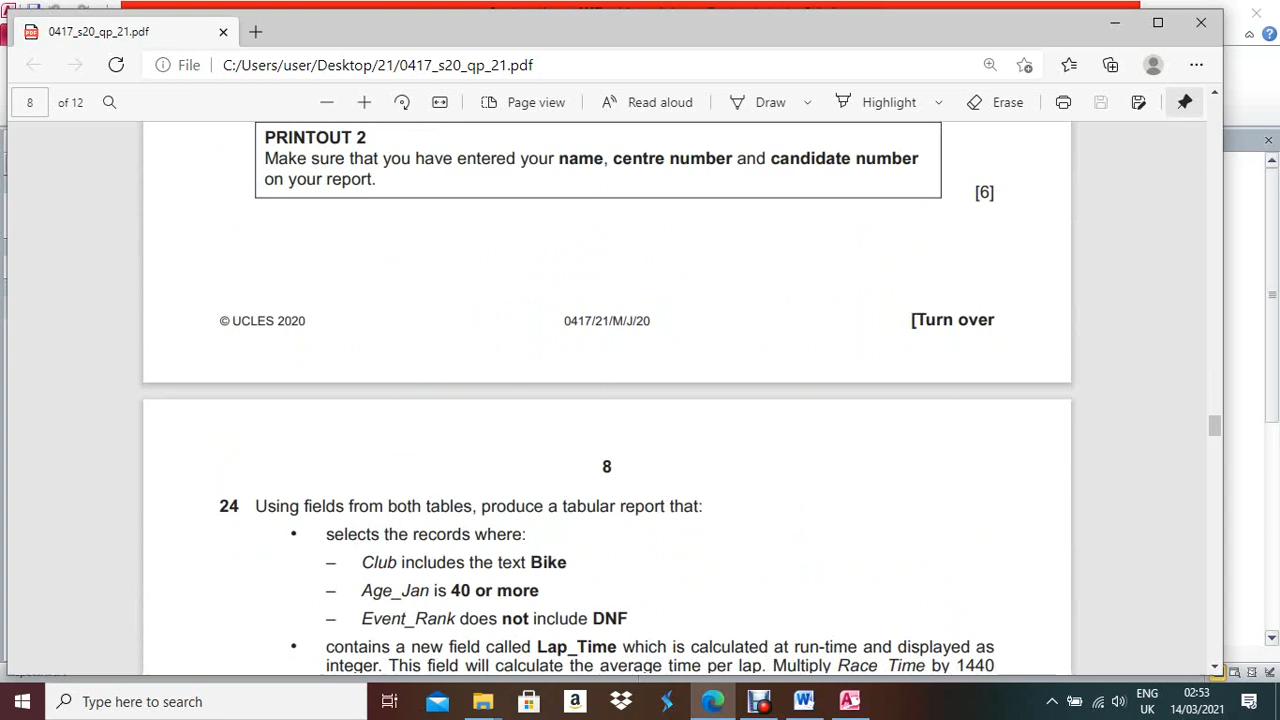 0417_s20_qp_21.pdf
File C:/Users/user/Desktop/21/0417_s20_qp_21.pdf
8 of 12 Page view Read aloud Draw Highlight Erase
PRINTOUT 2
Make sure that you have entered your name, centre number and candidate number
on your report.
[6]
© UCLES 2020 0417/21/M/J/20 [Turn over
8
24 Using fields from both tables, produce a tabular report that:
• selects the records where:
– Club includes the text Bike
– Age_Jan is 40 or more
– Event_Rank does not include DNF
• contains a new field called Lap_Time which is calculated at run-time and displayed as
integer. This field will calculate the average time per lap. Multiply Race_Time by 1440
Type here to search
ENG
UK
02:53
14/03/2021